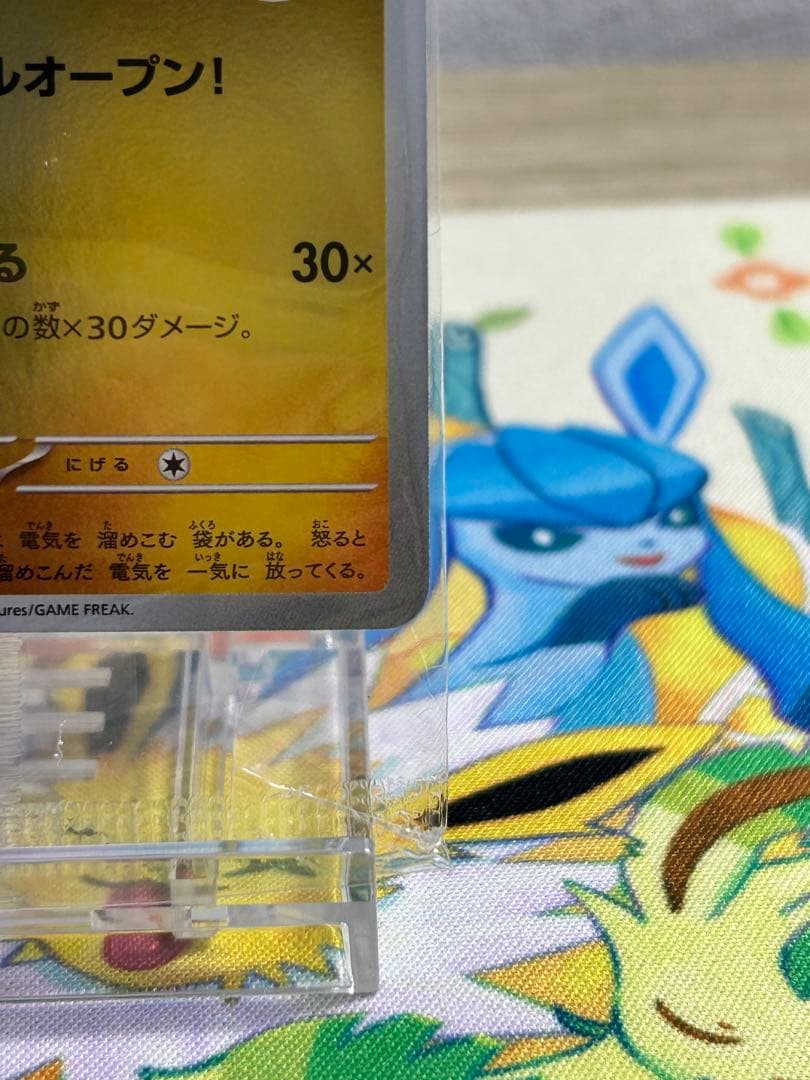 ルオープン!
る 30×
の数×30ダメージ。
にげる
電気を 溜めこむ 袋がある。 怒ると
溜めこんだ 電気を 一気に 放ってくる。
ures/GAME FREAK.